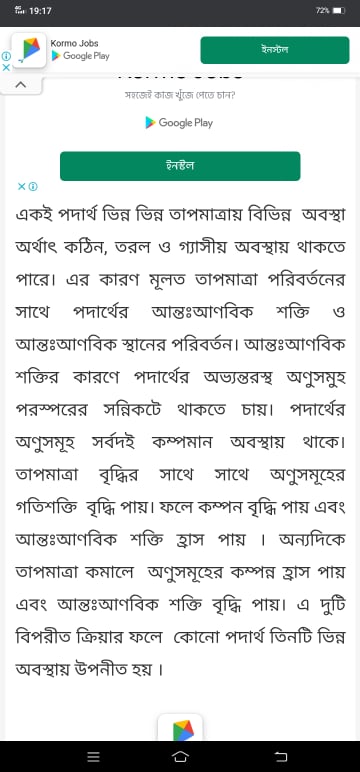 19:17
72%
Kormo Jobs
Google Play
ইনস্টল
সহজেই কাজ খুঁজে পেতে চান?
Google Play
ইনস্টল
একই পদার্থ ভিন্ন ভিন্ন তাপমাত্রায় বিভিন্ন অবস্থা
অর্থাৎ কঠিন, তরল ও গ্যাসীয় অবস্থায় থাকতে
পারে। এর কারণ মূলত তাপমাত্রা পরিবর্তনের
সাথে পদার্থের আন্তঃআণবিক শক্তি ও
আন্তঃআণবিক স্থানের পরিবর্তন। আন্তঃআণবিক
শক্তির কারণে পদার্থের অভ্যন্তরস্থ অণুসমুহ
পরস্পরের সন্নিকটে থাকতে চায়। পদার্থের
অণুসমূহ সর্বদই কম্পমান অবস্থায় থাকে।
তাপমাত্রা বৃদ্ধির সাথে সাথে অণুসমূহের
গতিশক্তি বৃদ্ধি পায়। ফলে কম্পন বৃদ্ধি পায় এবং
আন্তঃআণবিক শক্তি হ্রাস পায় । অন্যদিকে
তাপমাত্রা কমালে অণুসমূহের কম্পন্ন হ্রাস পায়
এবং আন্তঃআণবিক শক্তি বৃদ্ধি পায়। এ দুটি
বিপরীত ক্রিয়ার ফলে কোনো পদার্থ তিনটি ভিন্ন
অবস্থায় উপনীত হয় ।